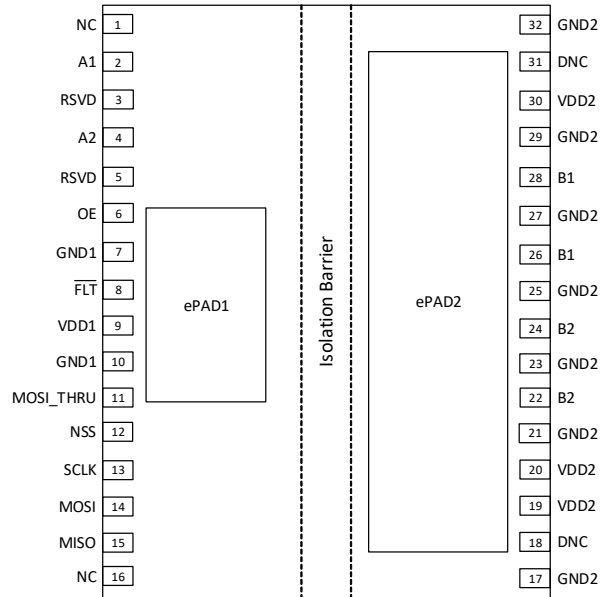 NC 1
A1 2
RSVD 3
A2 4
RSVD 5
OE 6
GND1 7
FLT 8
VDD1 9
GND1 10
MOSI_THRU 11
NSS 12
SCLK 13
MOSI 14
MISO 15
NC 16
ePAD1
Isolation Barrier
ePAD2
32 GND2
31 DNC
30 VDD2
29 GND2
28 B1
27 GND2
26 B1
25 GND2
24 B2
23 GND2
22 B2
21 GND2
20 VDD2
19 VDD2
18 DNC
17 GND2